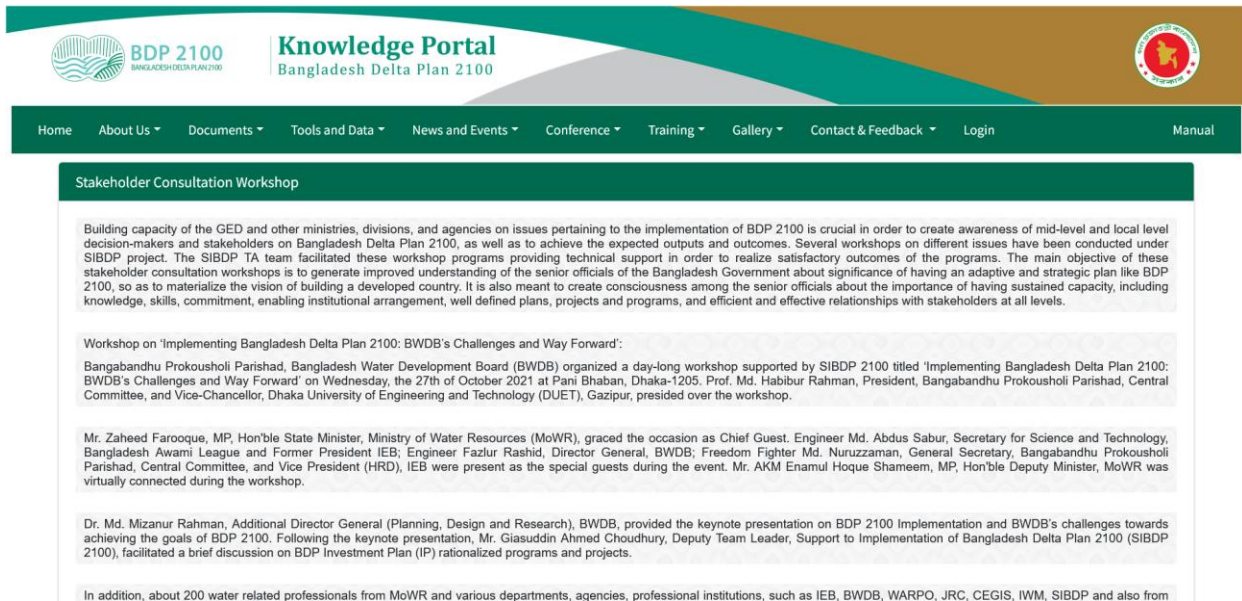 BDP 2100
BANGLADESH DELTA PLAN 2100
Knowledge Portal
Bangladesh Delta Plan 2100
Home About Us Documents Tools and Data News and Events Conference Training Gallery Contact & Feedback Login Manual
Stakeholder Consultation Workshop
Building capacity of the GED and other ministries, divisions, and agencies on issues pertaining to the implementation of BDP 2100 is crucial in order to create awareness of mid-level and local level
decision-makers and stakeholders on Bangladesh Delta Plan 2100, as well as to achieve the expected outputs and outcomes. Several workshops on different issues have been conducted under
SIBDP project. The SIBDP TA team facilitated these workshop programs providing technical support in order to realize satisfactory outcomes of the programs. The main objective of these
stakeholder consultation workshops is to generate improved understanding of the senior officials of the Bangladesh Government about significance of having an adaptive and strategic plan like BDP
2100, so as to materialize the vision of building a developed country. It is also meant to create consciousness among the senior officials about the importance of having sustained capacity, including
knowledge, skills, commitment, enabling institutional arrangement, well defined plans, projects and programs, and efficient and effective relationships with stakeholders at all levels.
Workshop on ‘Implementing Bangladesh Delta Plan 2100: BWDB’s Challenges and Way Forward’:
Bangabandhu Prokousholi Parishad, Bangladesh Water Development Board (BWDB) organized a day-long workshop supported by SIBDP 2100 titled ‘Implementing Bangladesh Delta Plan 2100:
BWDB’s Challenges and Way Forward’ on Wednesday, the 27th of October 2021 at Pani Bhaban, Dhaka-1205. Prof. Md. Habibur Rahman, President, Bangabandhu Prokousholi Parishad, Central
Committee, and Vice-Chancellor, Dhaka University of Engineering and Technology (DUET), Gazipur, presided over the workshop.
Mr. Zaheed Farooque, MP, Hon'ble State Minister, Ministry of Water Resources (MoWR), graced the occasion as Chief Guest. Engineer Md. Abdus Sabur, Secretary for Science and Technology,
Bangladesh Awami League and Former President IEB; Engineer Fazlur Rashid, Director General, BWDB; Freedom Fighter Md. Nuruzzaman, General Secretary, Bangabandhu Prokousholi
Parishad, Central Committee, and Vice President (HRD), IEB were present as the special guests during the event. Mr. AKM Enamul Hoque Shameem, MP, Hon'ble Deputy Minister, MoWR was
virtually connected during the workshop.
Dr. Md. Mizanur Rahman, Additional Director General (Planning, Design and Research), BWDB, provided the keynote presentation on BDP 2100 Implementation and BWDB’s challenges towards
achieving the goals of BDP 2100. Following the keynote presentation, Mr. Giasuddin Ahmed Choudhury, Deputy Team Leader, Support to Implementation of Bangladesh Delta Plan 2100 (SIBDP
2100), facilitated a brief discussion on BDP Investment Plan (IP) rationalized programs and projects.
In addition, about 200 water related professionals from MoWR and various departments, agencies, professional institutions, such as IEB, BWDB, WARPO, JRC, CEGIS, IWM, SIBDP and also from